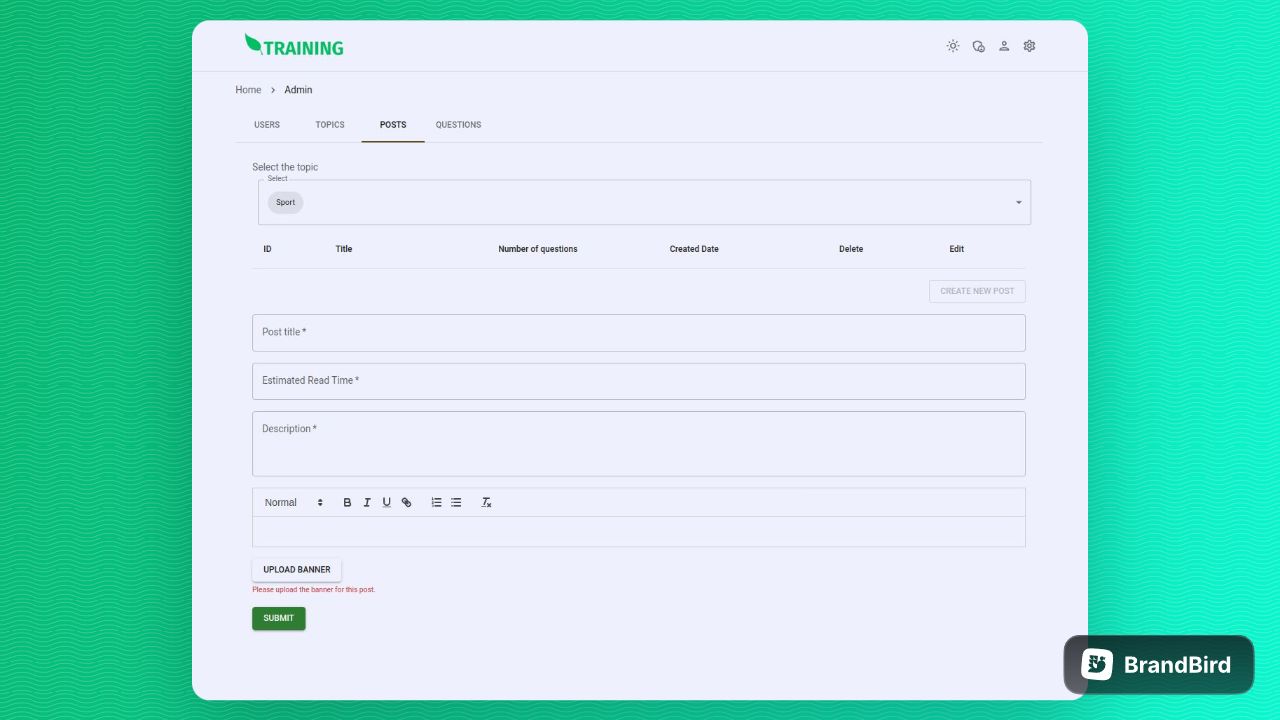 TRAINING
Home > Admin
USERS TOPICS POSTS QUESTIONS
Select the topic
Select
Sport
ID Title Number of questions Created Date Delete Edit
CREATE NEW POST
Post title *
Estimated Read Time *
Description *
Normal B I U
UPLOAD BANNER
Please upload the banner for this post.
SUBMIT
BrandBird